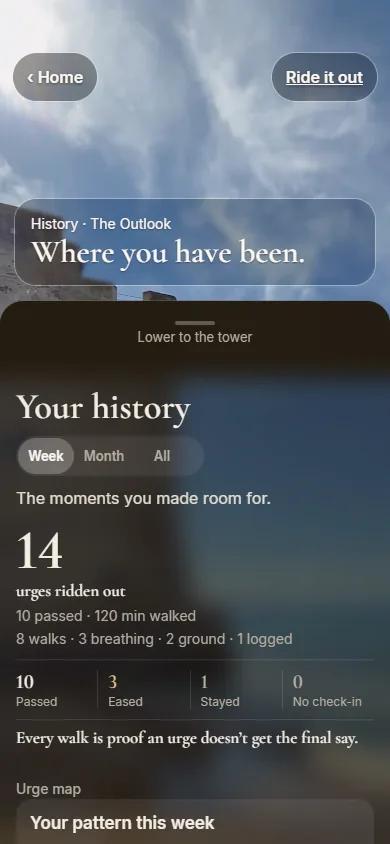 ‹ Home
Ride it out
History · The Outlook
Where you have been.
Lower to the tower
Your history
Week Month All
The moments you made room for.
14
urges ridden out
10 passed · 120 min walked
8 walks · 3 breathing · 2 ground · 1 logged
10 3 1 0
Passed Eased Stayed No check-in
Every walk is proof an urge doesn’t get the final say.
Urge map
Your pattern this week